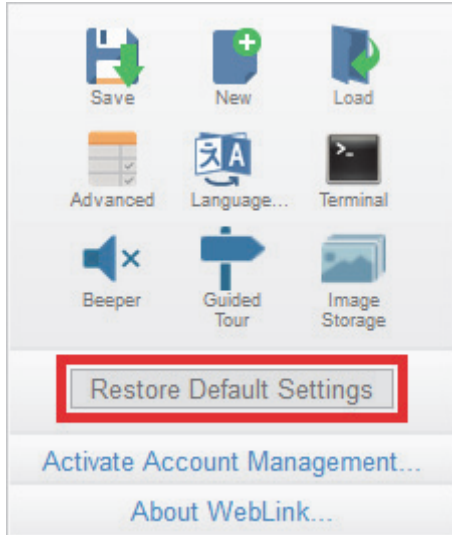 Save New Load
Advanced Language... Terminal
Beeper Guided Tour Image Storage
Restore Default Settings
Activate Account Management...
About WebLink...